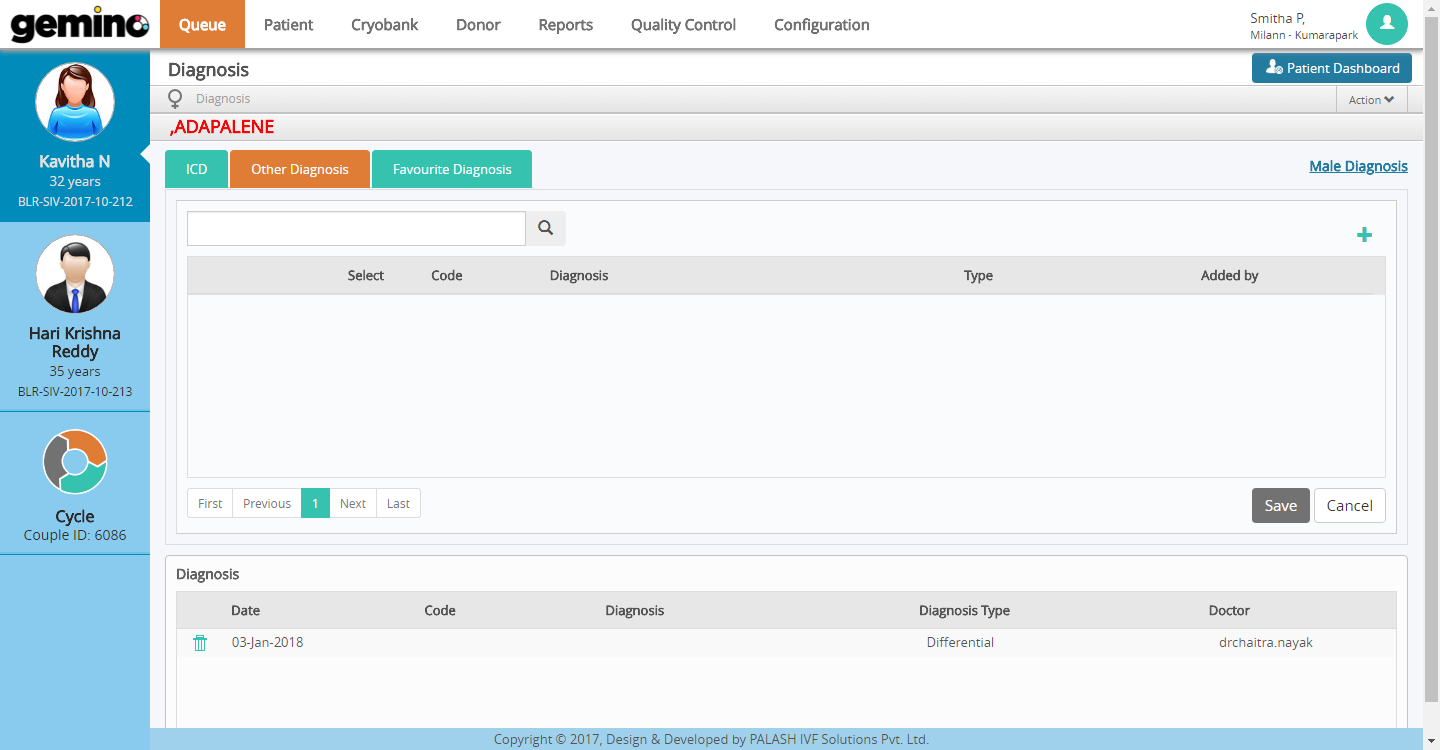 gemino
Queue Patient Cryobank Donor Reports Quality Control Configuration
Smitha P,
Milann - Kumarapark
Kavitha N
32 years
BLR-SIV-2017-10-212
Hari Krishna
Reddy
35 years
BLR-SIV-2017-10-213
Cycle
Couple ID: 6086
Diagnosis
Patient Dashboard
Diagnosis
Action
,ADAPALENE
ICD Other Diagnosis Favourite Diagnosis
Male Diagnosis
Select Code Diagnosis Type Added by
First Previous 1 Next Last
Save Cancel
Diagnosis
Date Code Diagnosis Diagnosis Type Doctor
03-Jan-2018 Differential drchaitra.nayak
Copyright © 2017, Design & Developed by PALASH IVF Solutions Pvt. Ltd.